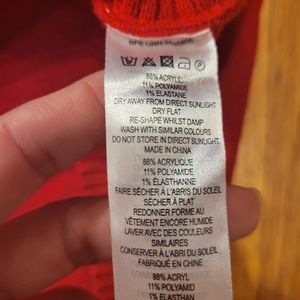 88% ACRYLIC
11% POLYAMIDE
1% ELASTANE
DRY AWAY FROM DIRECT SUNLIGHT
DRY FLAT
RE-SHAPE WHILST DAMP
WASH WITH SIMILAR COLOURS
DO NOT STORE IN DIRECT SUNLIGHT
MADE IN CHINA
88% ACRYLIQUE
11% POLYAMIDE
1% ÉLASTHANNE
FAIRE SÉCHER À L'ABRI DU SOLEIL
SÉCHER À PLAT
REDONNER FORME AU
VÊTEMENT ENCORE HUMIDE
LAVER AVEC DES COULEURS
SIMILAIRES
CONSERVER À L'ABRI DU SOLEIL
FABRIQUÉ EN CHINE
88% ACRYL
11% POLYAMID
1% ELASTHAN